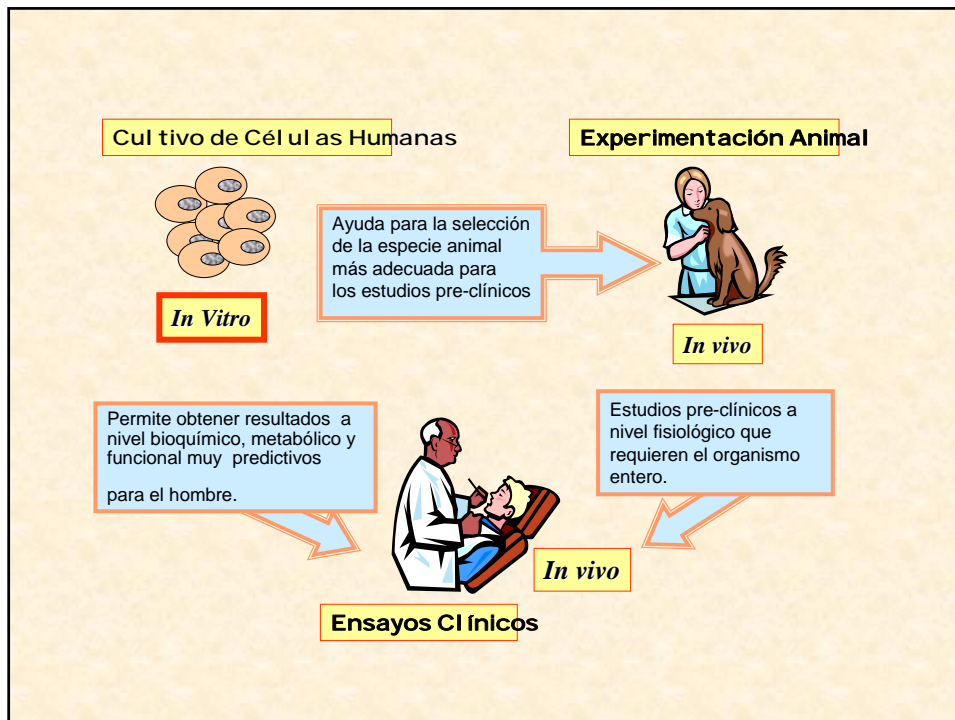 Cultivo de Células Humanas
Experimentación Animal
Ayuda para la selección
de la especie animal
más adecuada para
los estudios pre-clínicos
In Vitro
In vivo
Permite obtener resultados a
nivel bioquímico, metabólico y
funcional muy predictivos
para el hombre.
Estudios pre-clínicos a
nivel fisiológico que
requieren el organismo
entero.
In vivo
Ensayos Clínicos